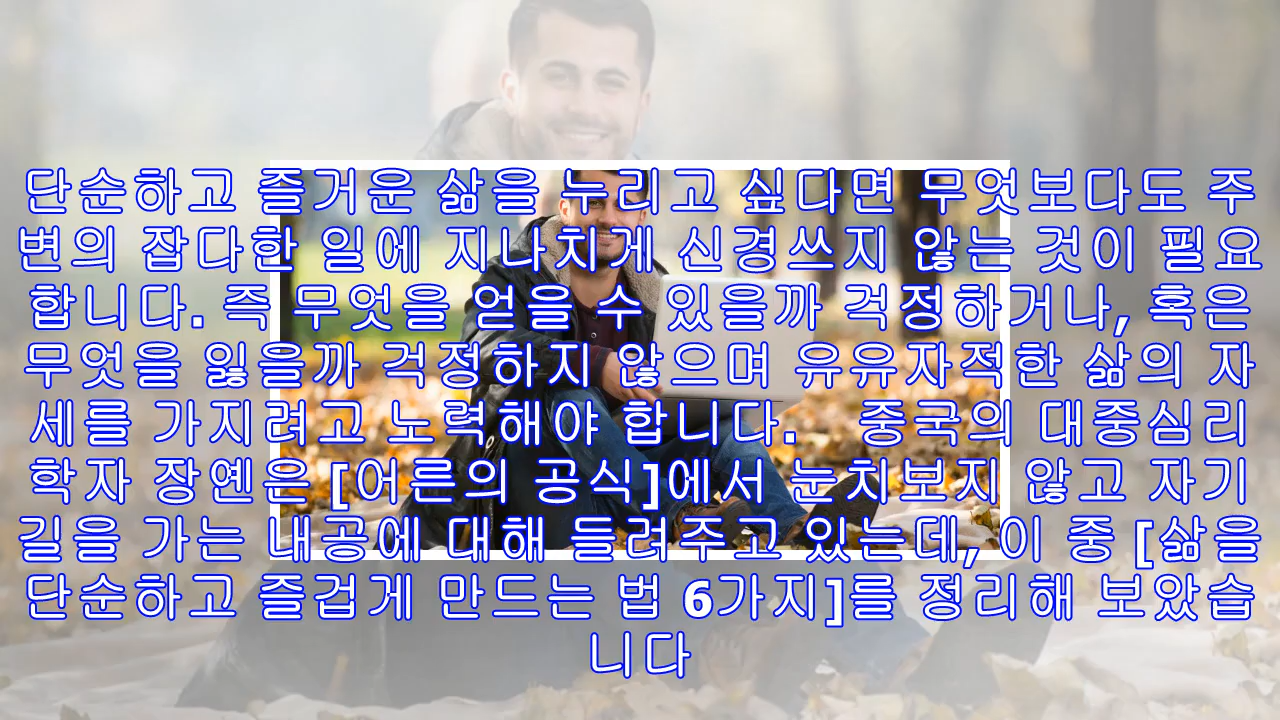 단순하고 즐거운 삶을 누리고 싶다면 무엇보다도 주
변의 잡다한 일에 지나치게 신경쓰지 않는 것이 필요
합니다. 즉 무엇을 얻을 수 있을까 걱정하거나, 혹은
무엇을 잃을까 걱정하지 않으며 유유자적한 삶의 자
세를 가지려고 노력해야 합니다.   중국의 대중심리
학자 장옌은 [어른의 공식]에서 눈치보지 않고 자기
길을 가는 내공에 대해 들려주고 있는데, 이 중 [삶을
단순하고 즐겁게 만드는 법 6가지]를 정리해 보았습
니다